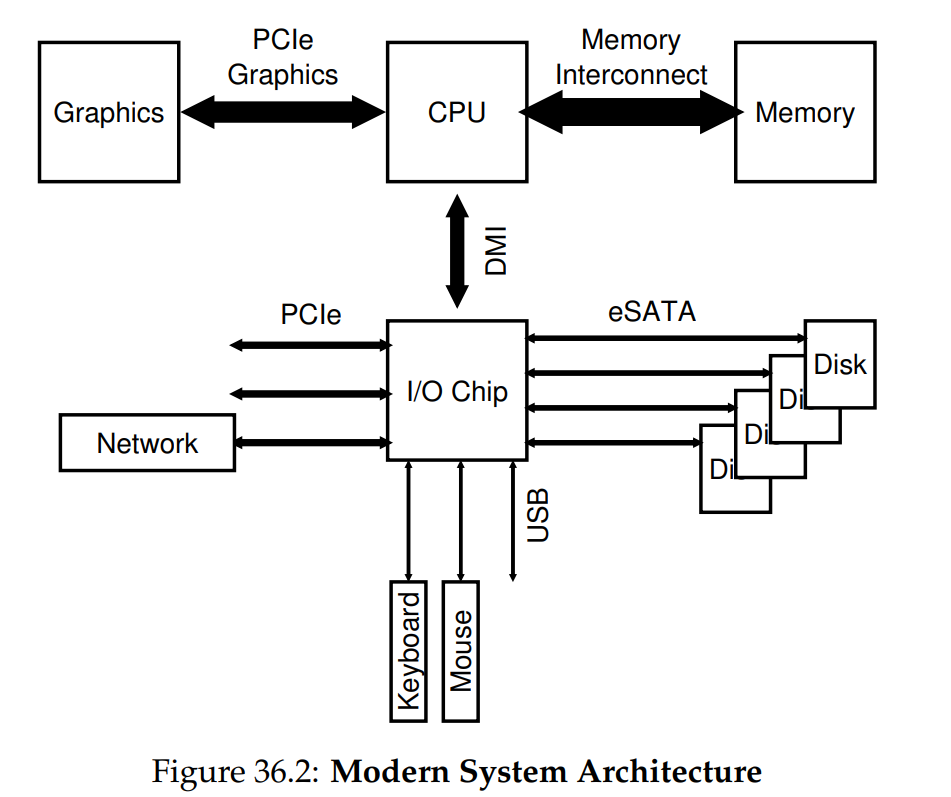 PCIe
Graphics
Memory
Interconnect
Graphics
CPU
Memory
DMI
PCIe
eSATA
I/O Chip
Disk
Di
Di
Di
Network
USB
Keyboard
Mouse
Figure 36.2: Modern System Architecture